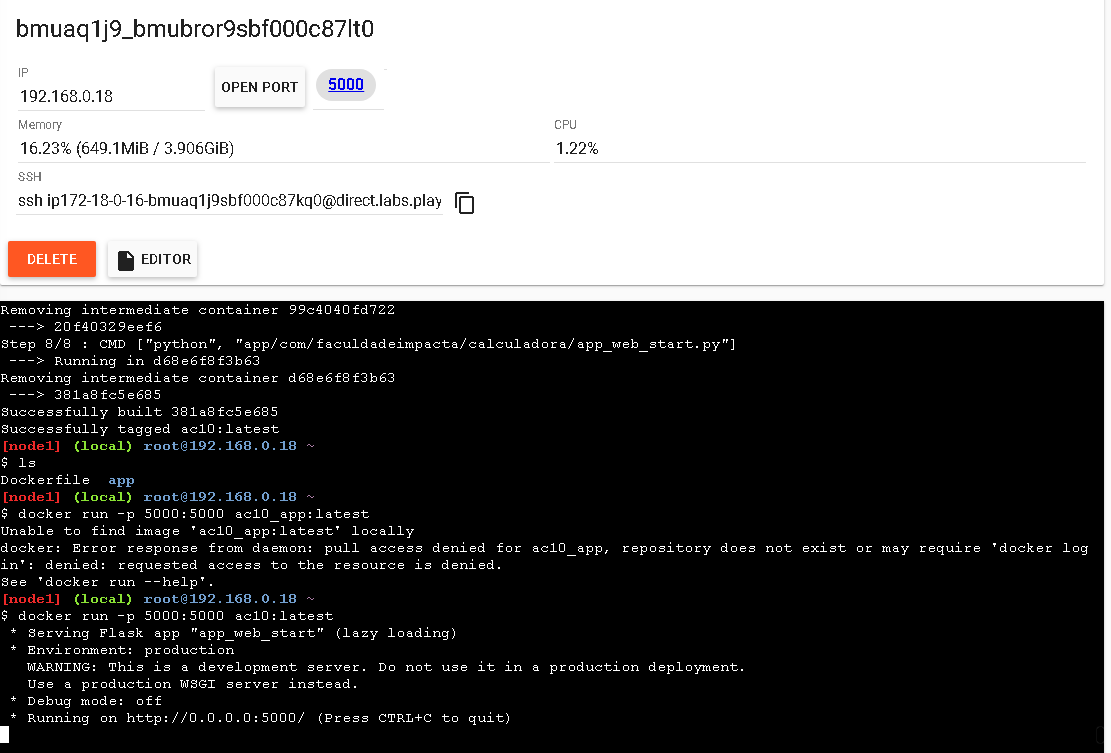 bmuaq1j9_bmubror9sbf000c87lt0
IP
192.168.0.18
OPEN PORT
5000
Memory
16.23% (649.1MiB / 3.906GiB)
CPU
1.22%
SSH
ssh ip172-18-0-16-bmuaq1j9sbf000c87kq0@direct.labs.play
DELETE
EDITOR
Removing intermediate container 99c4040fd722
---> 20f40329eef6
Step 8/8 : CMD ["python", "app/com/faculdadeimpacta/calculadora/app_web_start.py"]
---> Running in d68e6f8f3b63
Removing intermediate container d68e6f8f3b63
---> 381a8fc5e685
Successfully built 381a8fc5e685
Successfully tagged ac10:latest
[node1] (local) root@192.168.0.18 ~
$ ls
Dockerfile  app
[node1] (local) root@192.168.0.18 ~
$ docker run -p 5000:5000 ac10_app:latest
Unable to find image 'ac10_app:latest' locally
docker: Error response from daemon: pull access denied for ac10_app, repository does not exist or may require 'docker log
in': denied: requested access to the resource is denied.
See 'docker run --help'.
[node1] (local) root@192.168.0.18 ~
$ docker run -p 5000:5000 ac10:latest
* Serving Flask app "app_web_start" (lazy loading)
* Environment: production
WARNING: This is a development server. Do not use it in a production deployment.
Use a production WSGI server instead.
* Debug mode: off
* Running on http://0.0.0.0:5000/ (Press CTRL+C to quit)